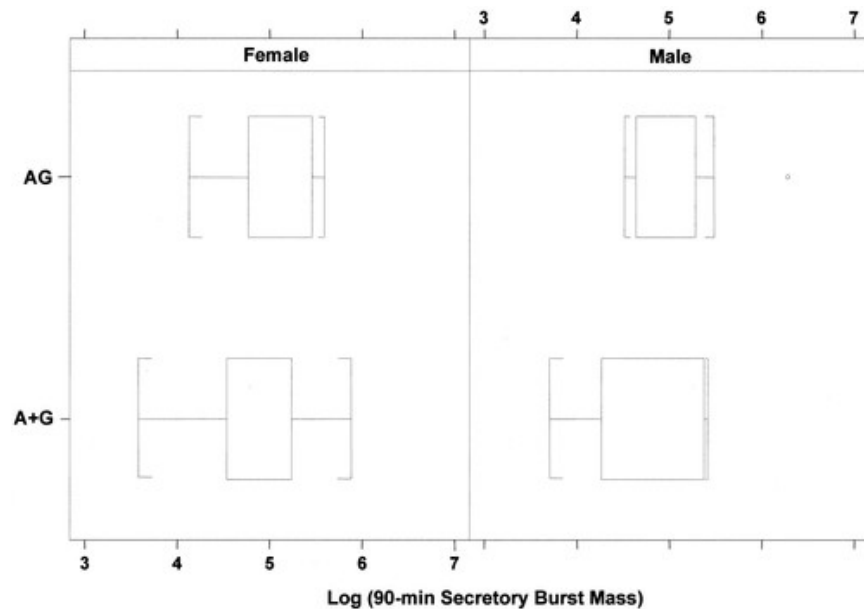 3 4 5 6 7
Female Male
AG
A+G
3 4 5 6 7
Log (90-min Secretory Burst Mass)